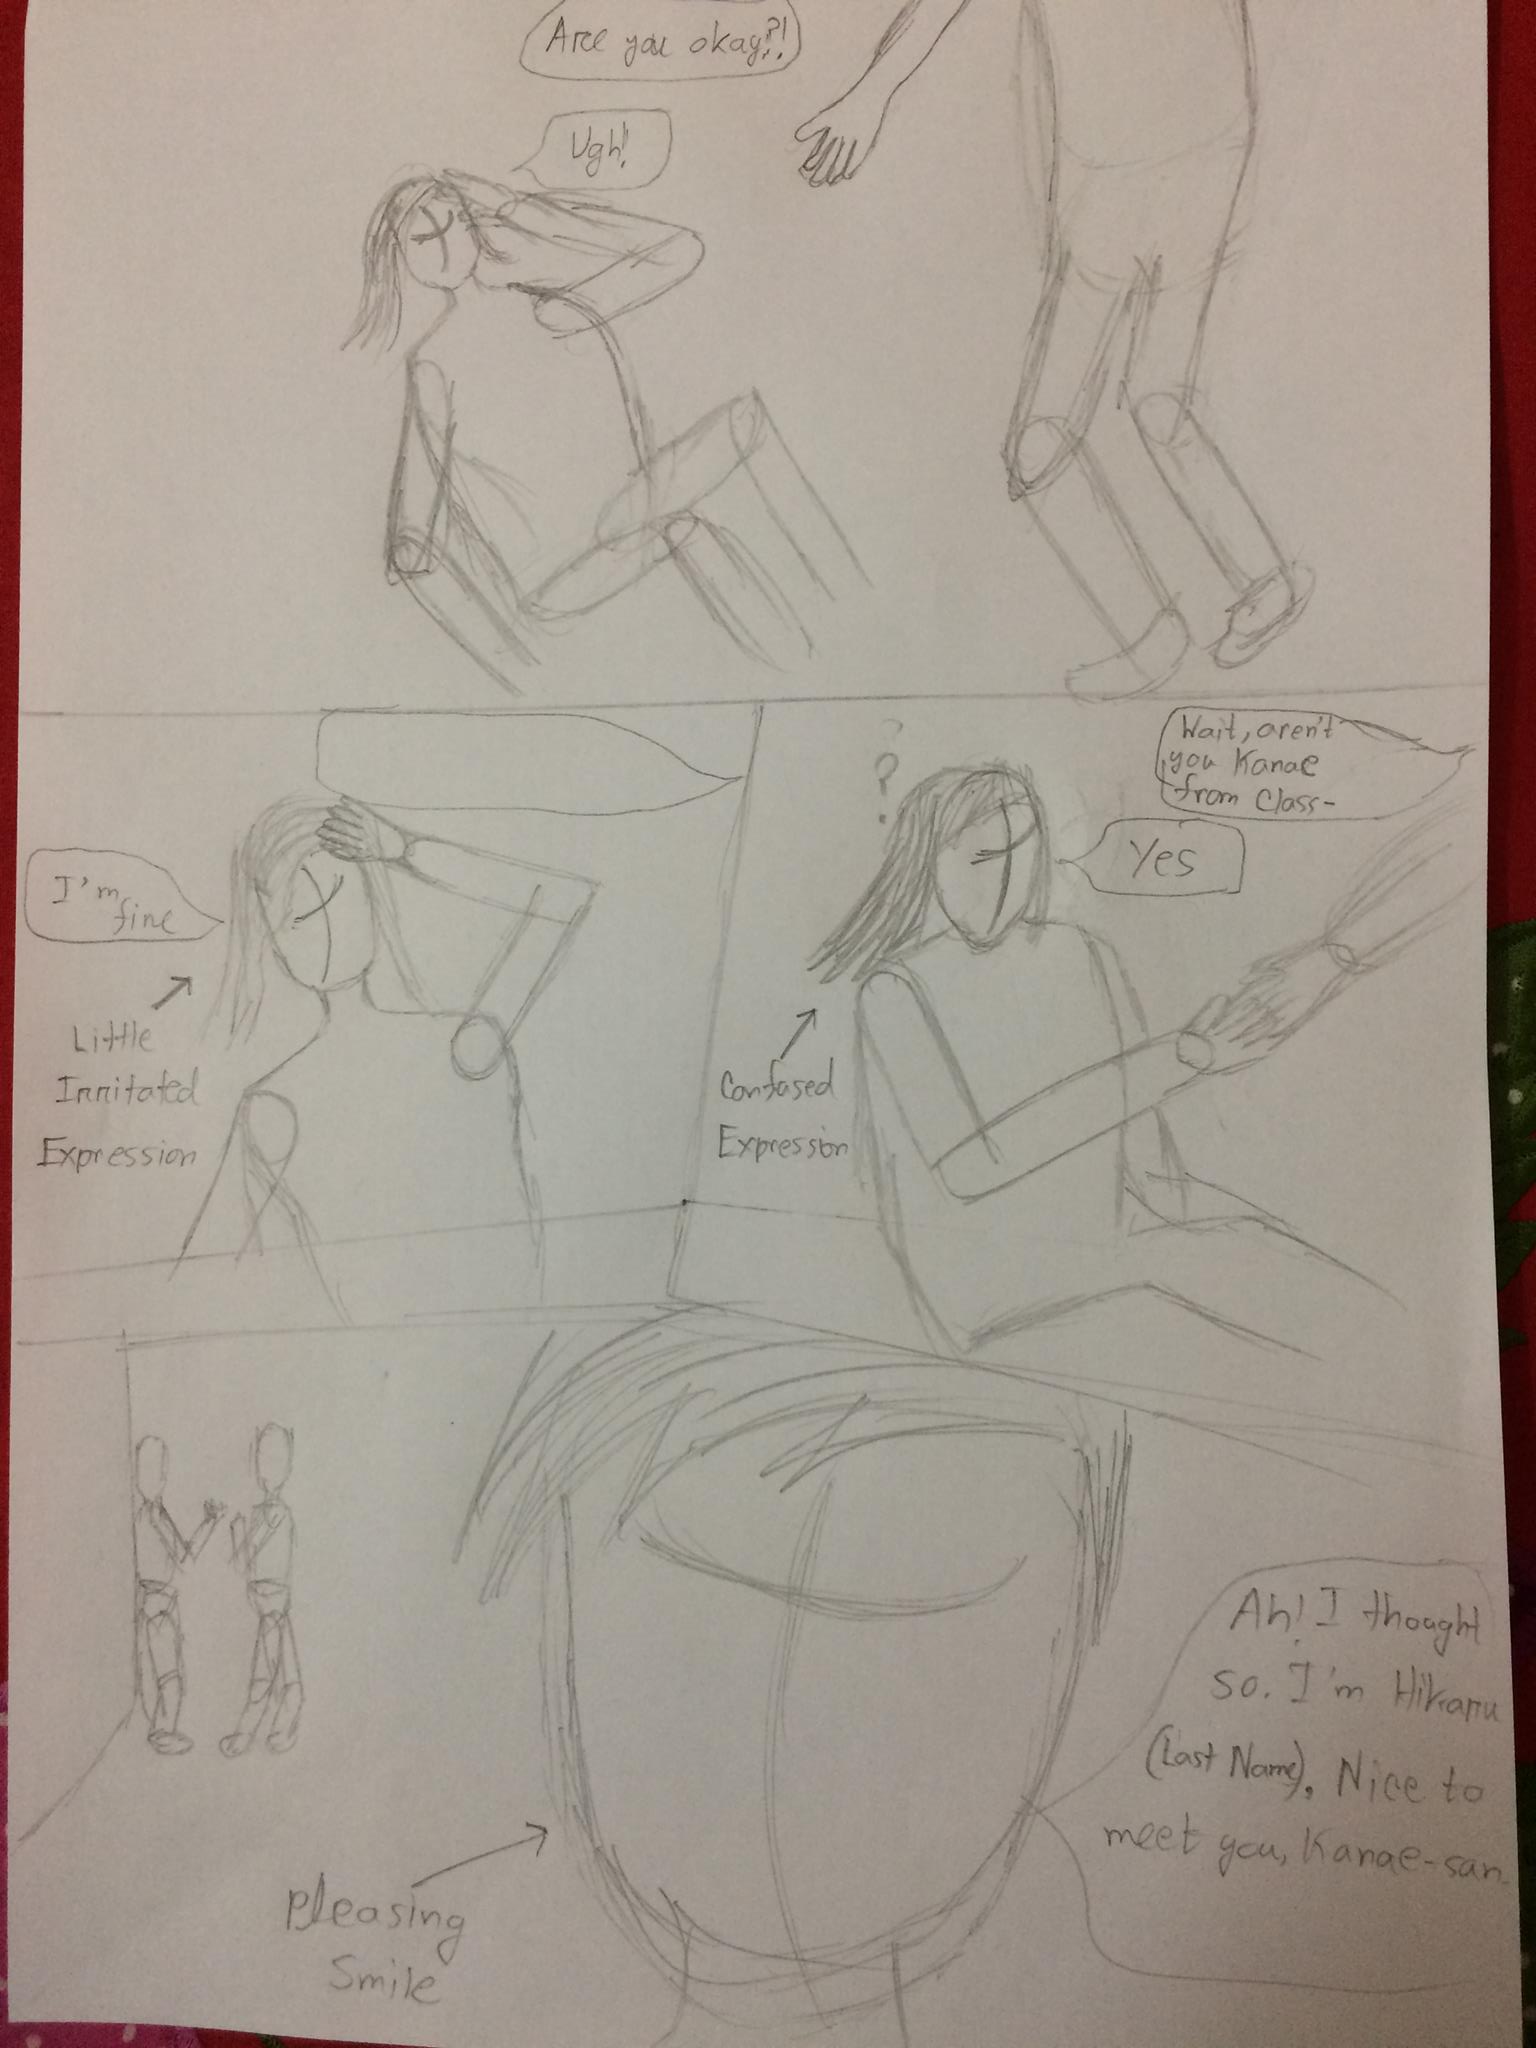 Are you okay?!
Ugh!
I'm
fine
Little
Irritated
Expression
?
Wait, aren't
you Kanae
from Class-
Yes
Confused
Expression
Ah! I thought
so. I'm Hikaru
(Last Name), Nice to
meet you, Kanae-san.
Pleasing
Smile